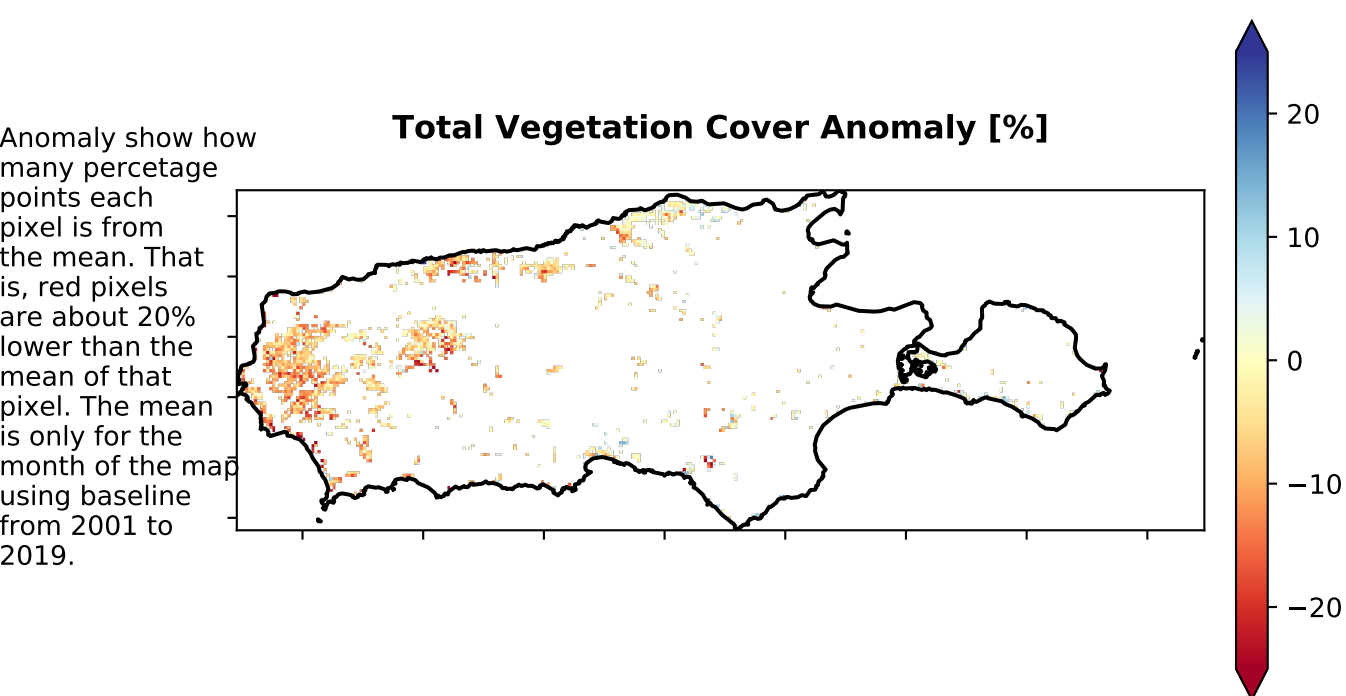 Total Vegetation Cover Anomaly [%]
Anomaly show how
many percetage
points each
pixel is from
the mean. That
is, red pixels
are about 20%
lower than the
mean of that
pixel. The mean
is only for the
month of the map
using baseline
from 2001 to
2019.
20
10
0
−10
−20